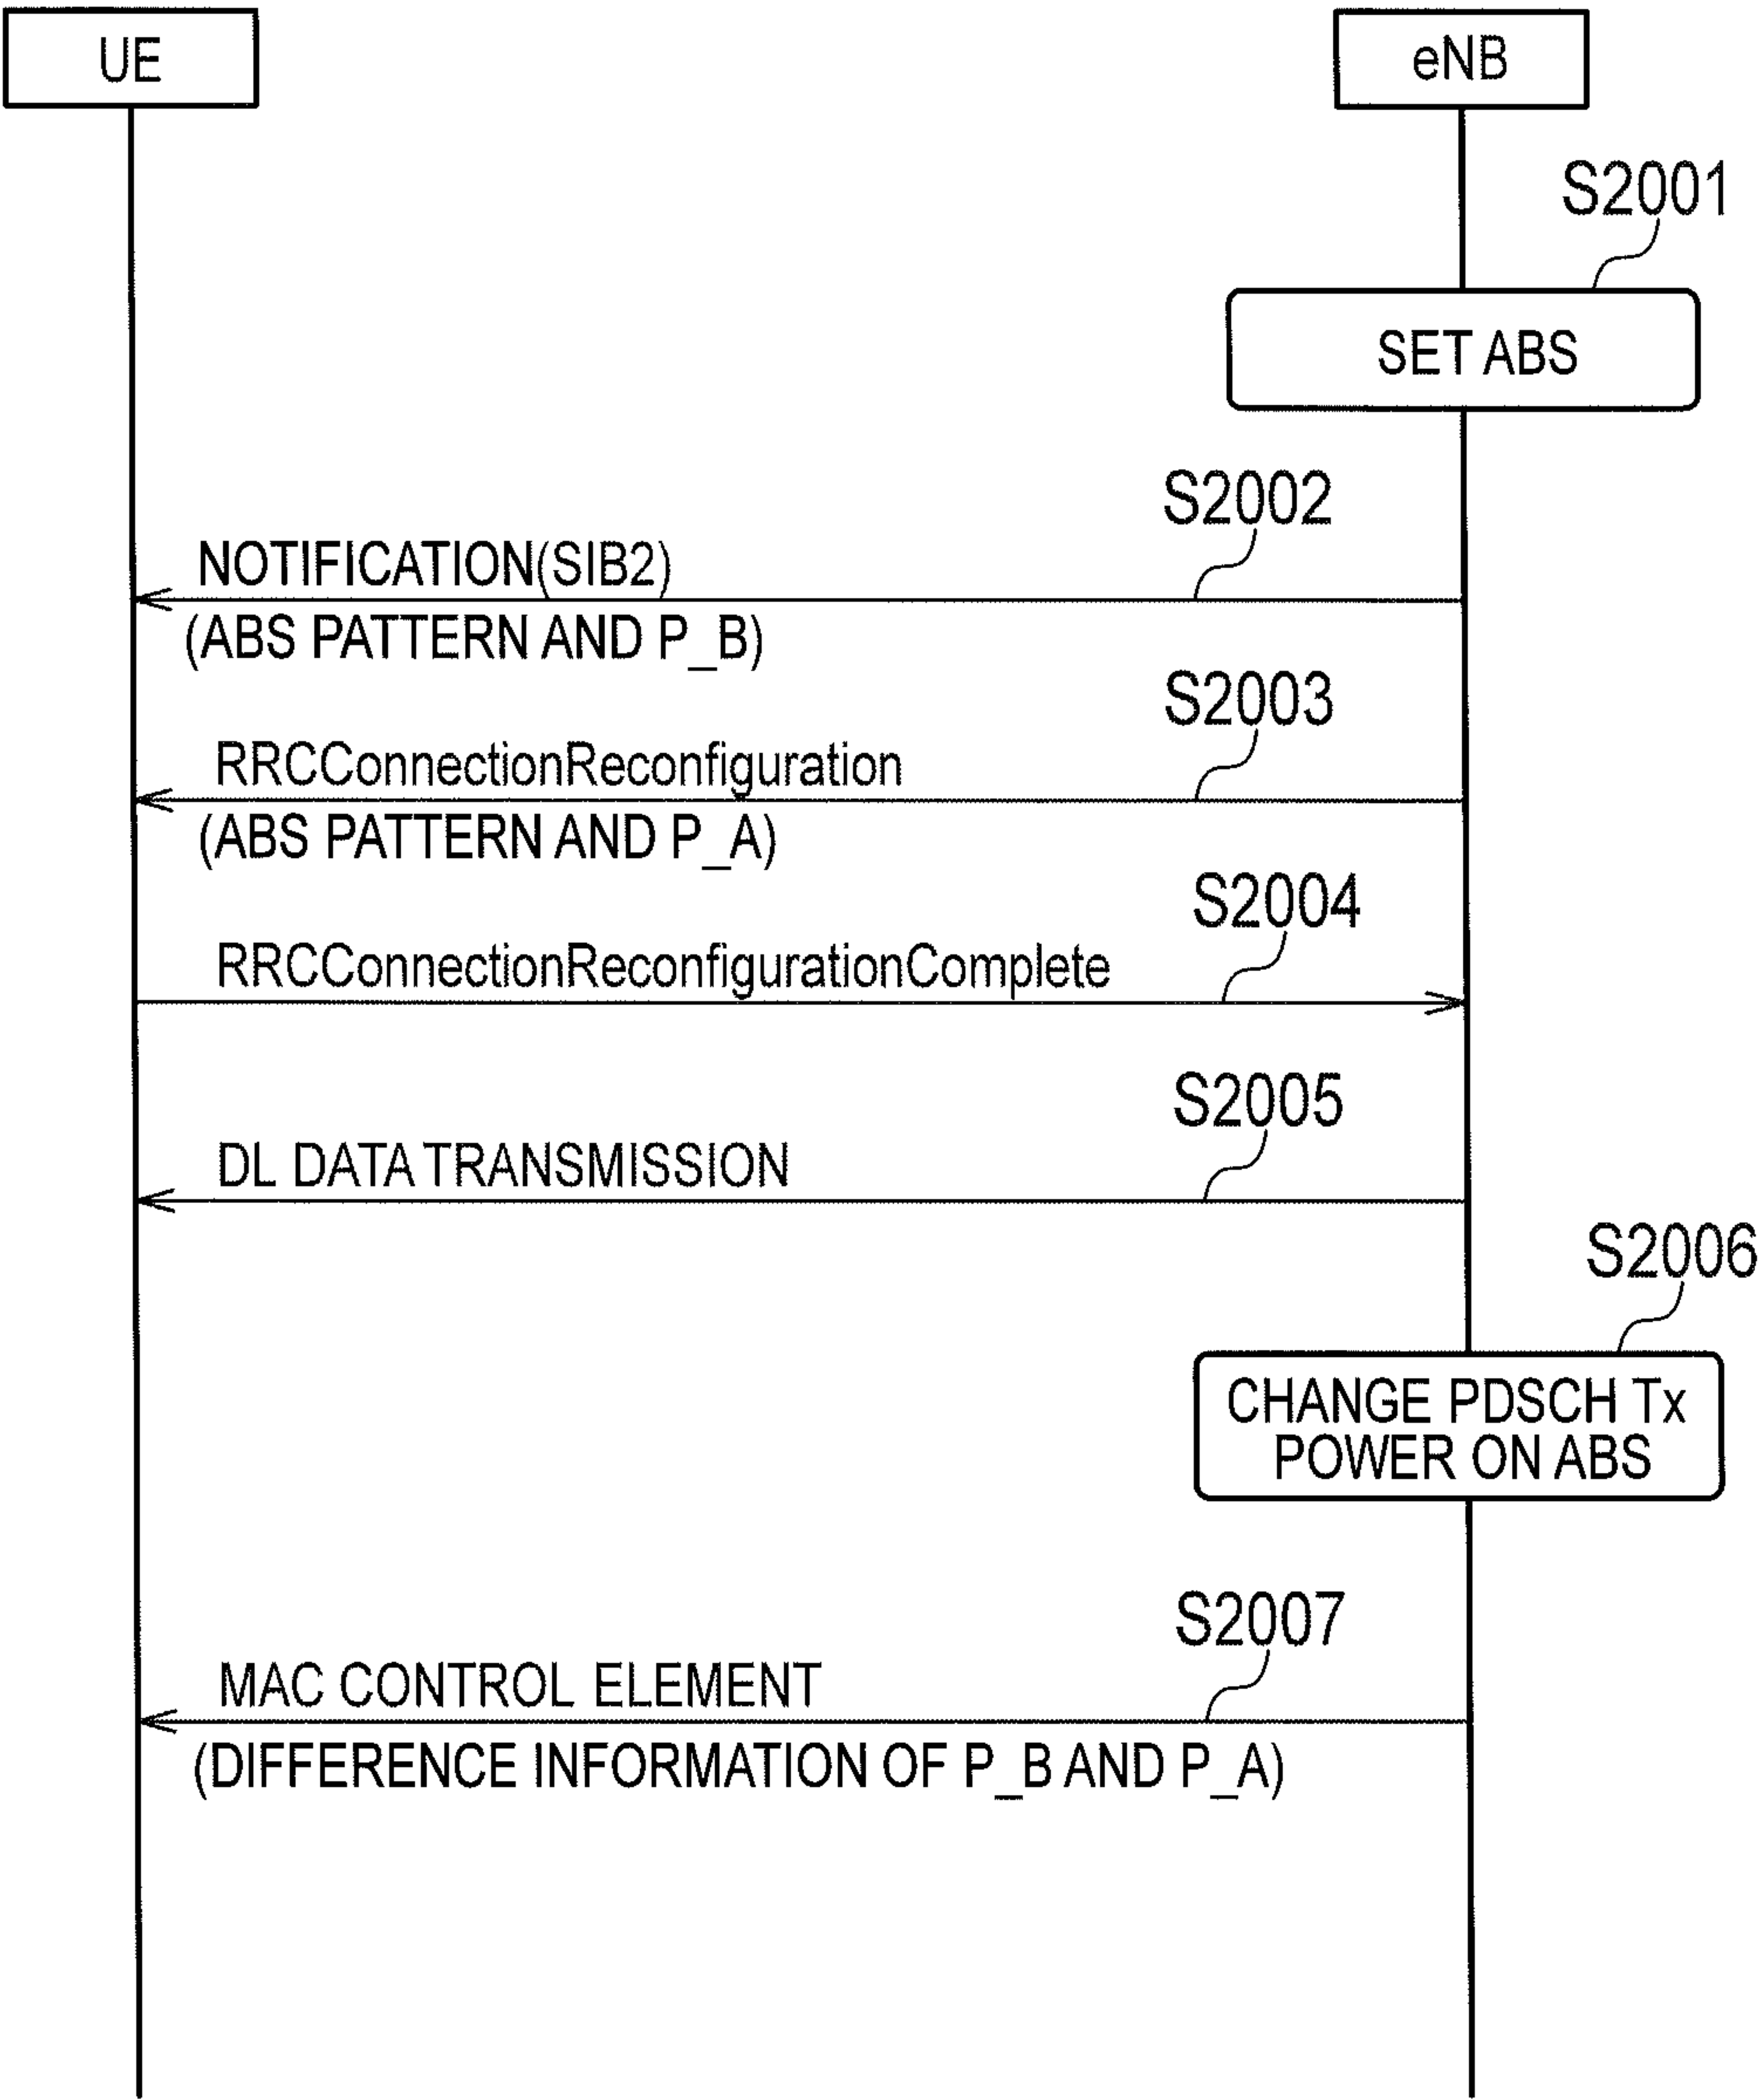 UE
eNB
S2001
SET ABS
S2002
NOTIFICATION(SIB2)
(ABS PATTERN AND P_B)
S2003
RRCConnectionReconfiguration
(ABS PATTERN AND P_A)
S2004
RRCConnectionReconfigurationComplete
S2005
DL DATA TRANSMISSION
S2006
CHANGE PDSCH Tx
POWER ON ABS
S2007
MAC CONTROL ELEMENT
(DIFFERENCE INFORMATION OF P_B AND P_A)